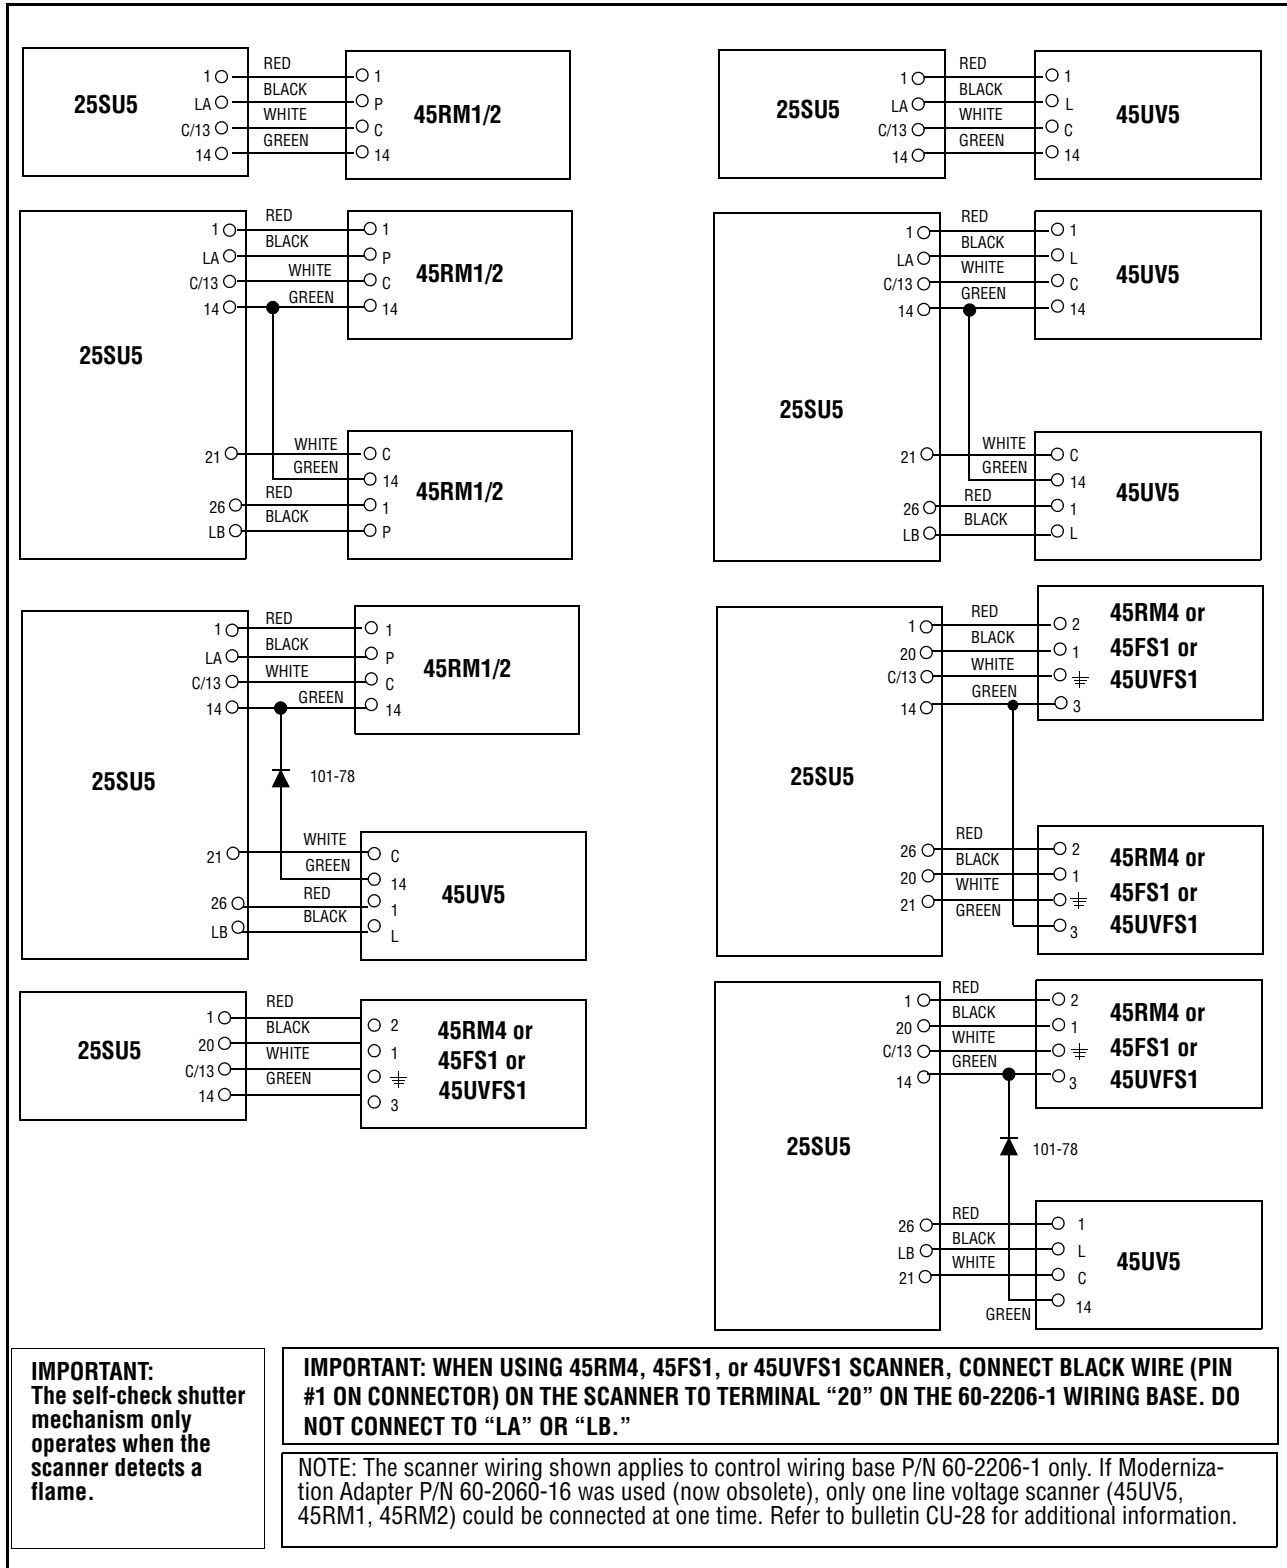 25SU5
1
RED
1
LA
BLACK
P
C/13
WHITE
C
14
GREEN
14
45RM1/2
25SU5
1
RED
1
LA
BLACK
L
C/13
WHITE
C
14
GREEN
14
45UV5
25SU5
1
RED
1
LA
BLACK
P
C/13
WHITE
C
14
GREEN
14
45RM1/2
21
WHITE
C
GREEN
14
26
RED
1
LB
BLACK
P
45RM1/2
25SU5
1
RED
1
LA
BLACK
L
C/13
WHITE
C
14
GREEN
14
45UV5
21
WHITE
C
GREEN
14
26
RED
1
LB
BLACK
L
45UV5
25SU5
1
RED
1
LA
BLACK
P
C/13
WHITE
C
14
GREEN
14
45RM1/2
101-78
21
WHITE
C
GREEN
14
26
RED
1
LB
BLACK
L
45UV5
25SU5
1
RED
2
20
BLACK
1
C/13
WHITE
14
GREEN
3
45RM4 or
45FS1 or
45UVFS1
26
RED
2
20
BLACK
1
21
WHITE
GREEN
3
45RM4 or
45FS1 or
45UVFS1
25SU5
1
RED
2
20
BLACK
1
C/13
WHITE
14
GREEN
3
45RM4 or
45FS1 or
45UVFS1
25SU5
1
RED
2
20
BLACK
1
C/13
WHITE
14
GREEN
3
45RM4 or
45FS1 or
45UVFS1
101-78
26
RED
1
LB
BLACK
L
21
WHITE
C
GREEN
14
45UV5
IMPORTANT:
The self-check shutter
mechanism only
operates when the
scanner detects a
flame.
IMPORTANT: WHEN USING 45RM4, 45FS1, or 45UVFS1 SCANNER, CONNECT BLACK WIRE (PIN
#1 ON CONNECTOR) ON THE SCANNER TO TERMINAL “20” ON THE 60-2206-1 WIRING BASE. DO
NOT CONNECT TO “LA” OR “LB.”
NOTE: The scanner wiring shown applies to control wiring base P/N 60-2206-1 only. If Moderniza-
tion Adapter P/N 60-2060-16 was used (now obsolete), only one line voltage scanner (45UV5,
45RM1, 45RM2) could be connected at one time. Refer to bulletin CU-28 for additional information.